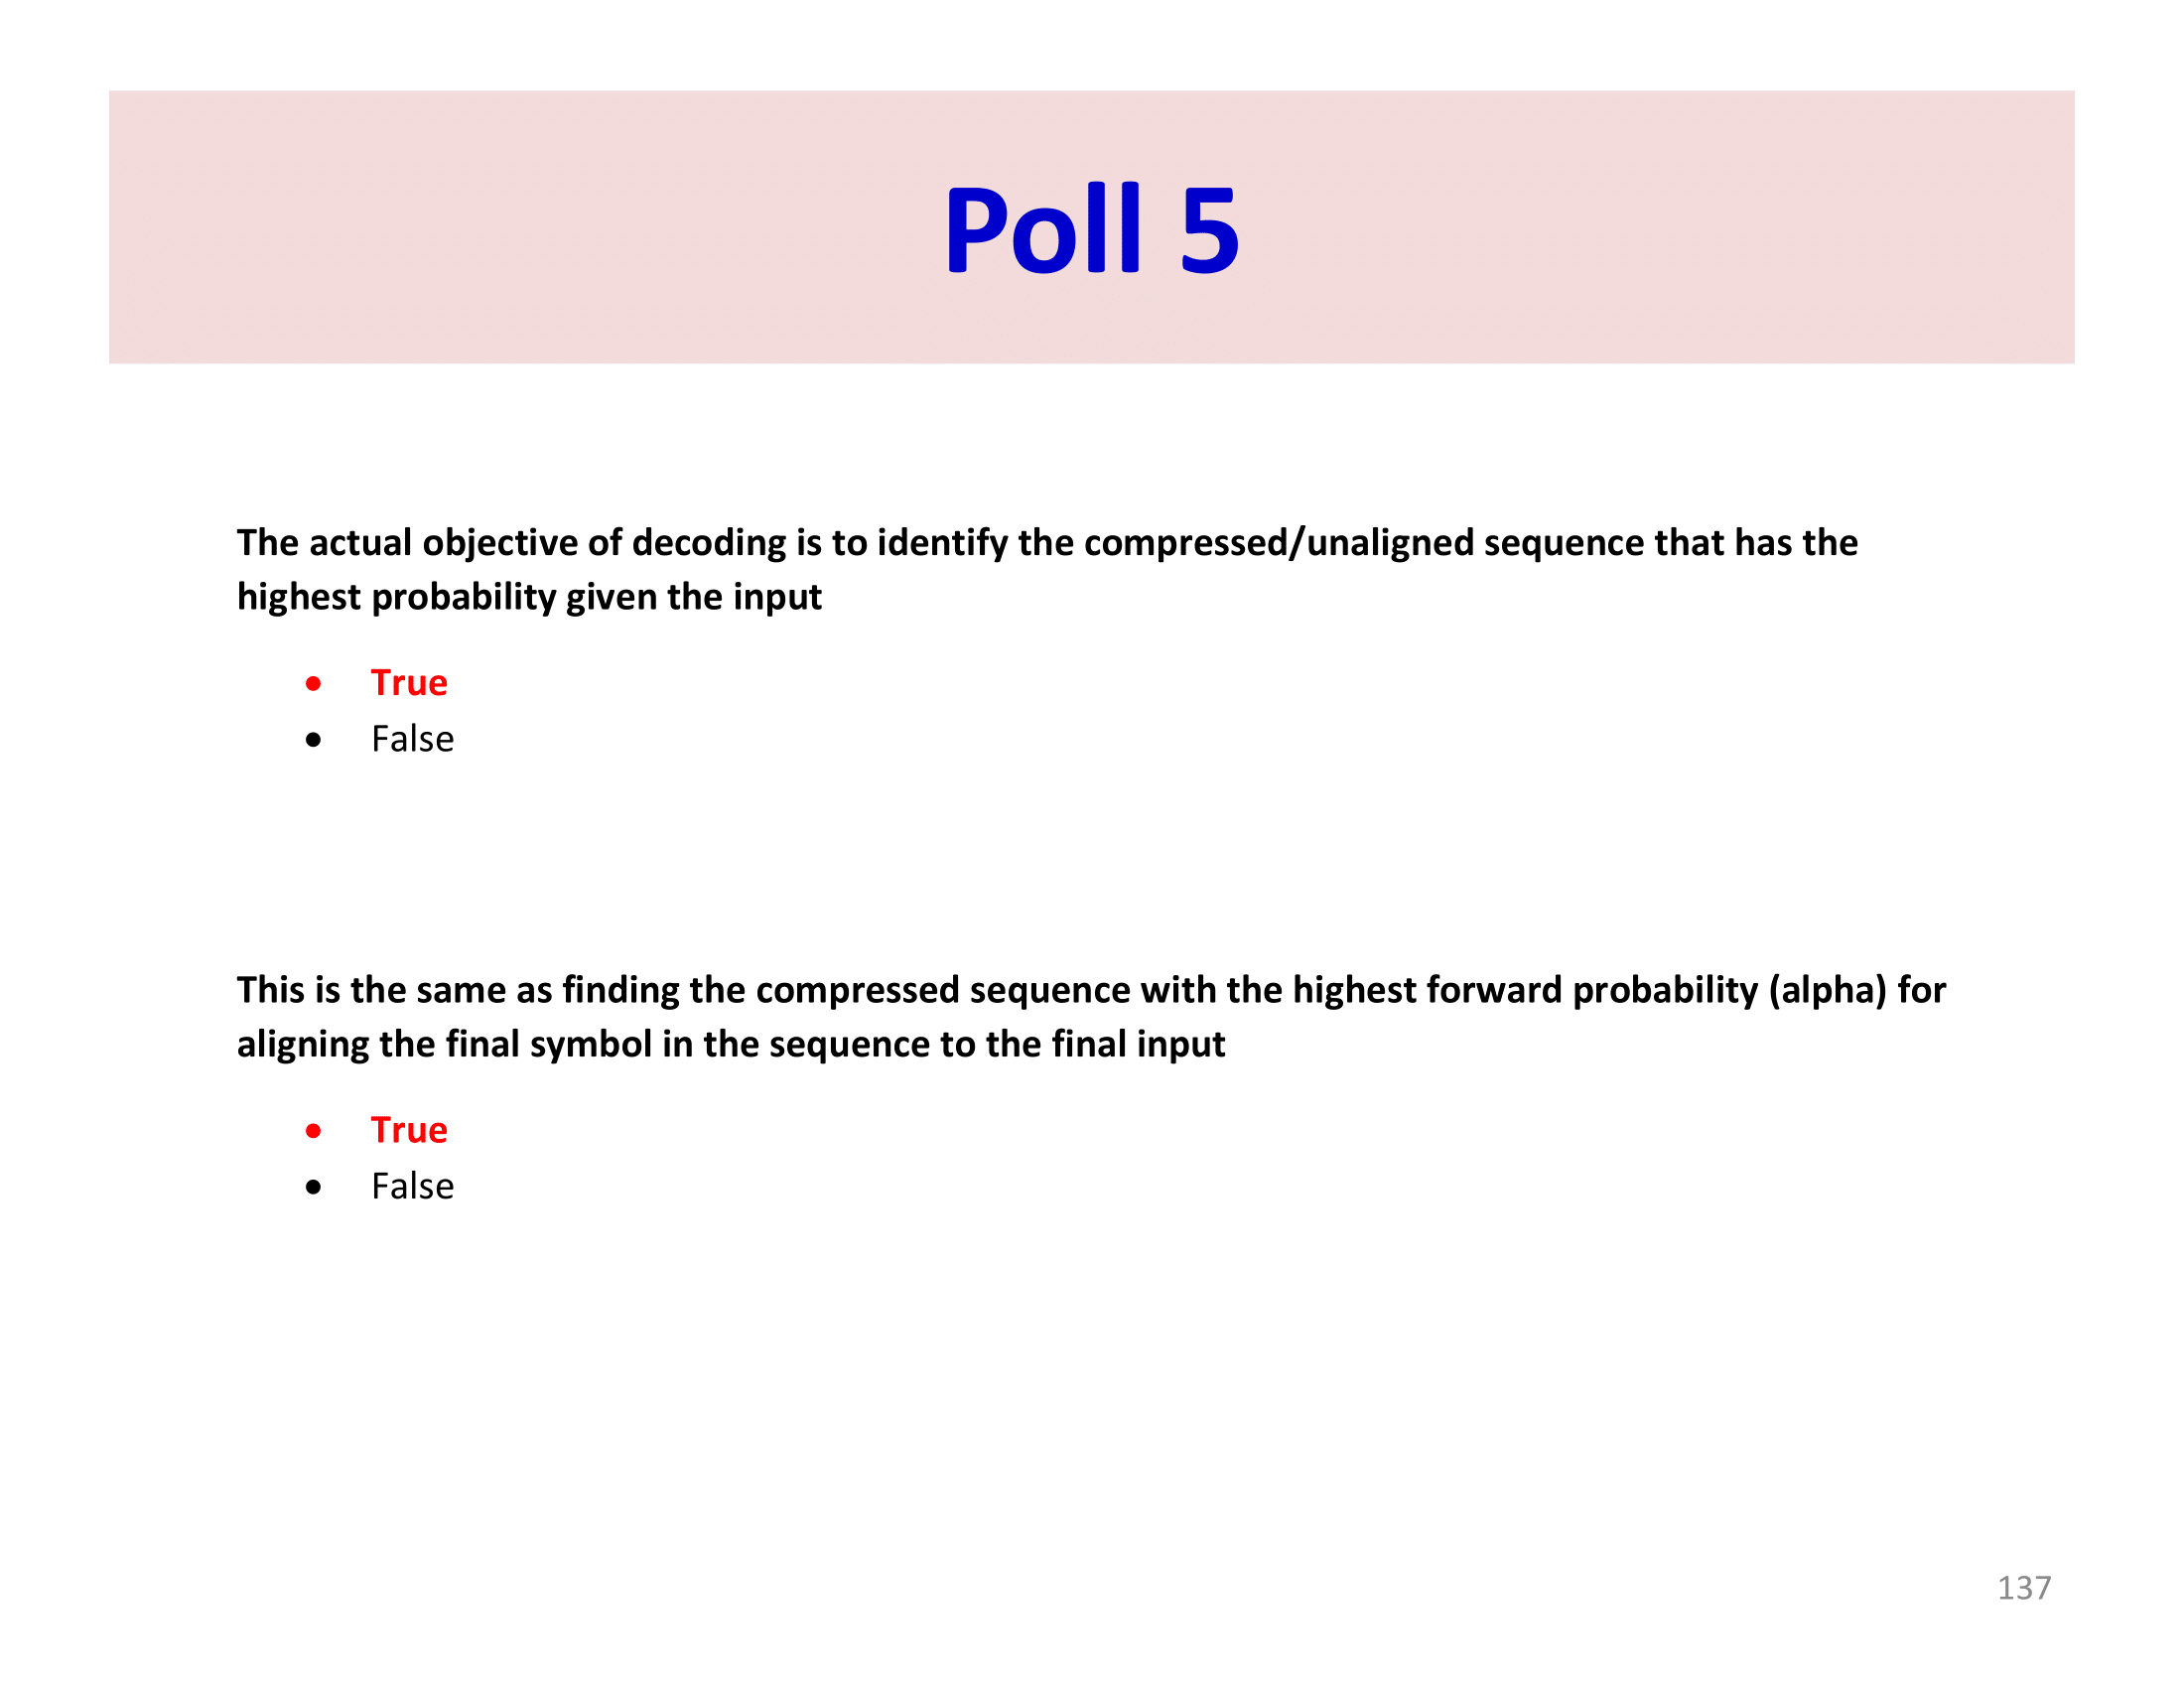 Poll 5
The actual objective of decoding is to identify the compressed/unaligned sequence that has the
highest probability given the input
• True
• False
This is the same as finding the compressed sequence with the highest forward probability (alpha) for
aligning the final symbol in the sequence to the final input
• True
• False
137